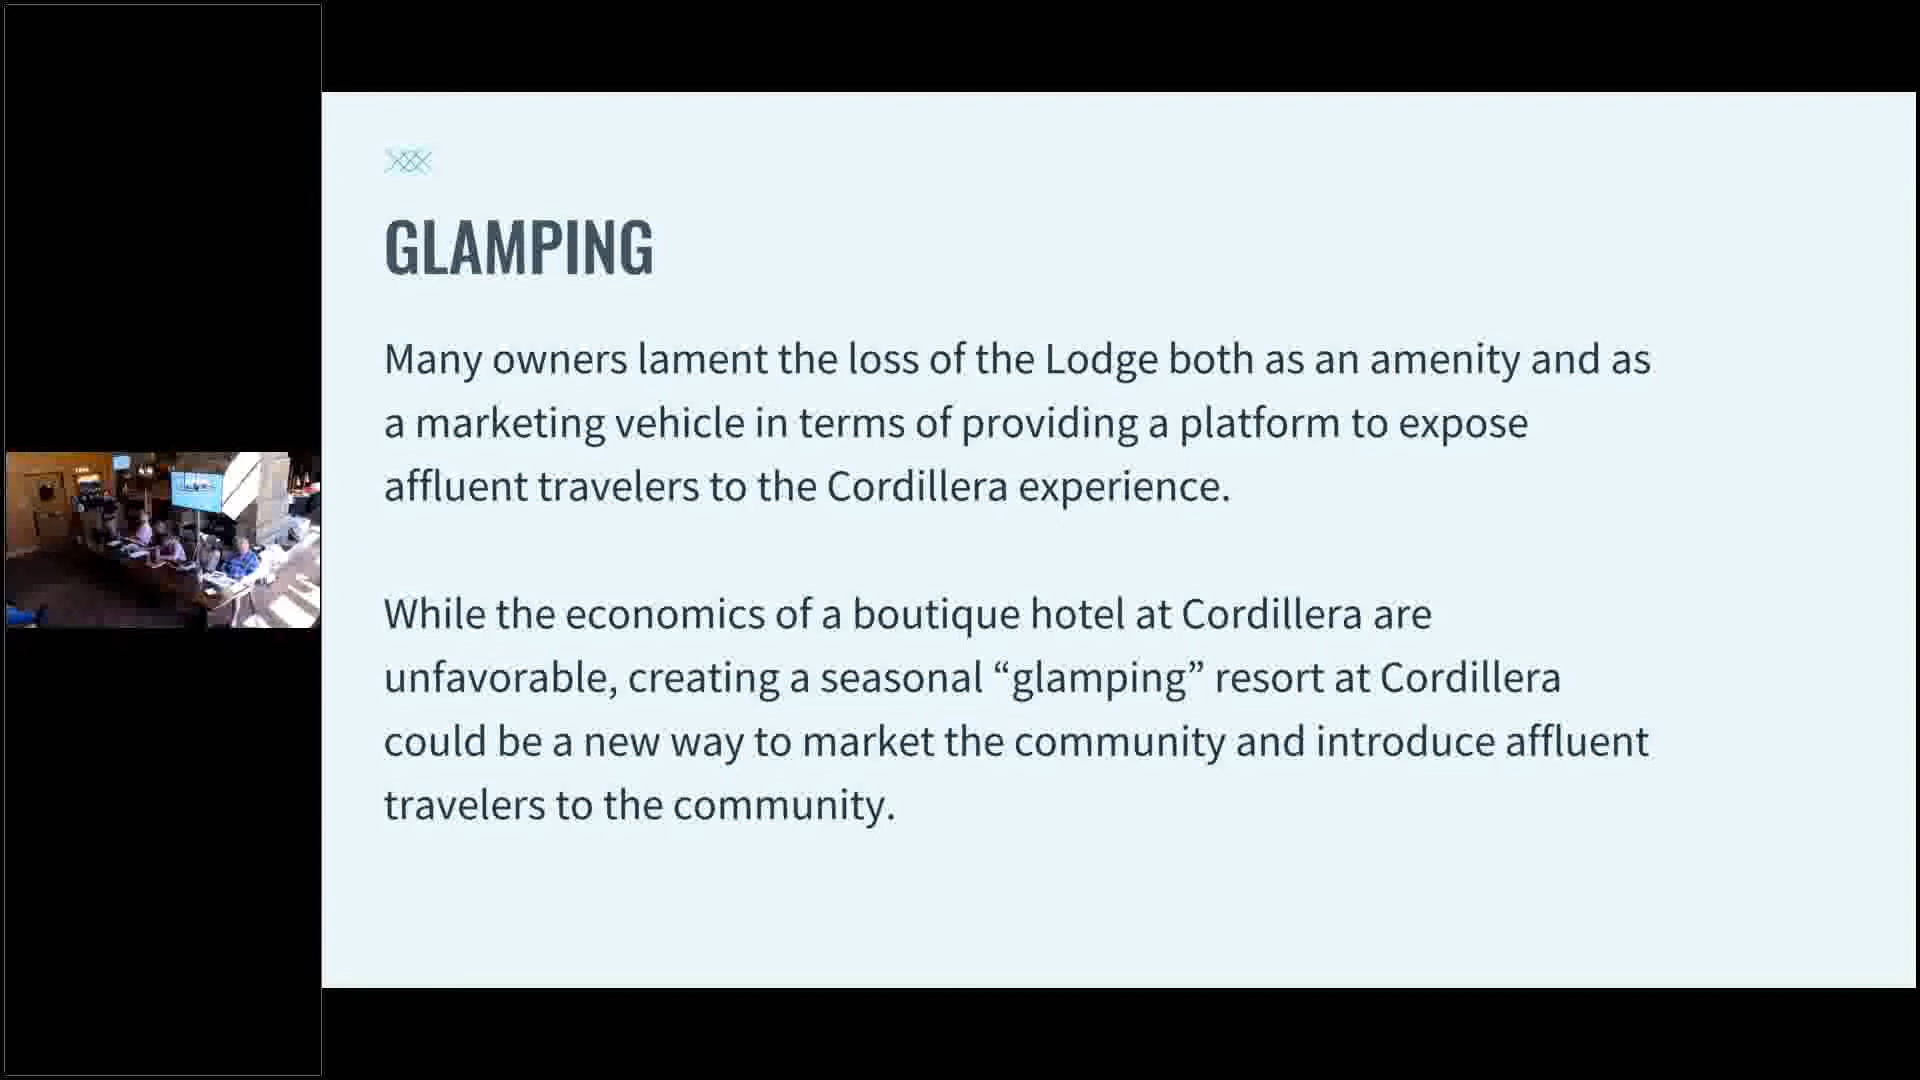 GLAMPING
Many owners lament the loss of the Lodge both as an amenity and as
a marketing vehicle in terms of providing a platform to expose
affluent travelers to the Cordillera experience.
While the economics of a boutique hotel at Cordillera are
unfavorable, creating a seasonal “glamping” resort at Cordillera
could be a new way to market the community and introduce affluent
travelers to the community.